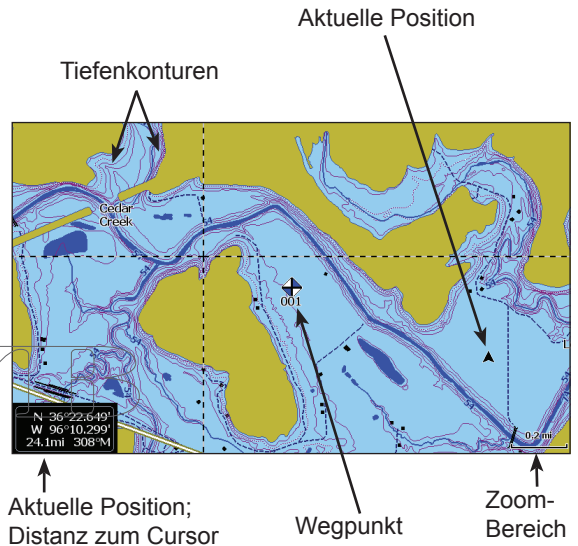 Aktuelle Position
Tiefenkonturen
Cedar
Creek
001
L
N 36°22.649'
W 96°10.299'
24.1mi 308°M
0,2 mi
Aktuelle Position;
Distanz zum Cursor
Wegpunkt
Zoom-
Bereich